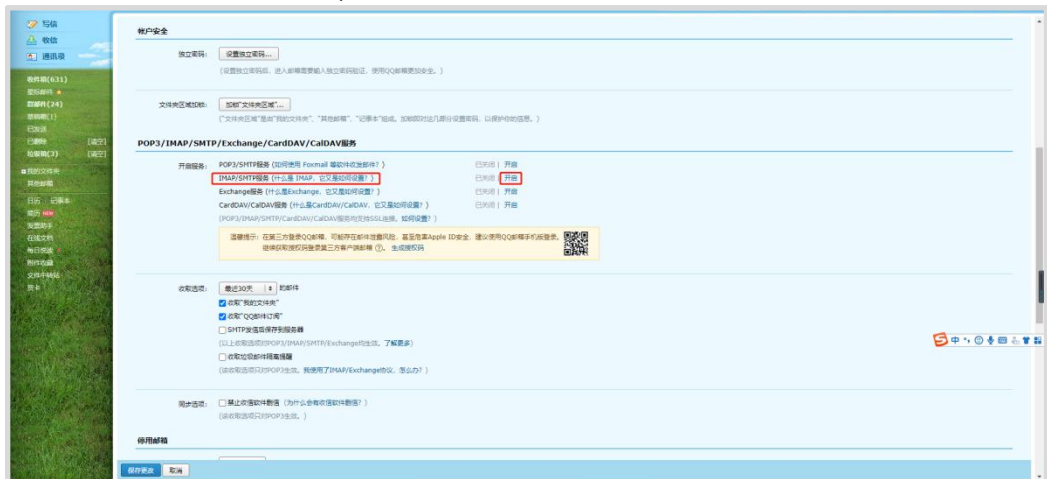 写信
收信
通讯录
收件箱(631)
星标邮件
群邮件(24)
草稿箱(1)
已发送
已删除 [清空]
垃圾箱(3) [清空]
我的文件夹
其他邮箱
日历 | 记事本
简历
发票助手
在线文档
每日悦读
附件收藏
文件中转站
贺卡
帐户安全
独立密码: 设置独立密码...
(设置独立密码后，进入邮箱需要输入独立密码验证，使用QQ邮箱更加安全。)
文件夹区域加锁: 加锁"文件夹区域"...
("文件夹区域"是由"我的文件夹"、"其他邮箱"、"记事本"组成。加锁即对这几部分设置密码，以保护你的信息。)
POP3/IMAP/SMTP/Exchange/CardDAV/CalDAV服务
开启服务: POP3/SMTP服务 (如何使用 Foxmail 等软件收发邮件？) 已关闭 | 开启
IMAP/SMTP服务 (什么是 IMAP，它又是如何设置？) 已关闭 | 开启
Exchange服务 (什么是Exchange，它又是如何设置？) 已关闭 | 开启
CardDAV/CalDAV服务 (什么是CardDAV/CalDAV，它又是如何设置？) 已关闭 | 开启
(POP3/IMAP/SMTP/CardDAV/CalDAV服务均支持SSL连接。如何设置？)
温馨提示: 在第三方登录QQ邮箱，可能存在邮件泄露风险，甚至危害Apple ID安全，建议使用QQ邮箱手机版登录。
继续获取授权码登录第三方客户端邮箱 。 生成授权码
收取选项: 最近30天 的邮件
收取"我的文件夹"
收取"QQ邮件订阅"
SMTP发信后保存到服务器
(以上收取选项对POP3/IMAP/SMTP/Exchange均生效。了解更多)
收取垃圾邮件隔离提醒
(该收取选项只对POP3生效。我使用了IMAP/Exchange协议，怎么办？)
同步选项: 禁止收信软件删信 (为什么会有收信软件删信？)
(该收取选项只对POP3生效。)
停用邮箱
保存更改 取消
中